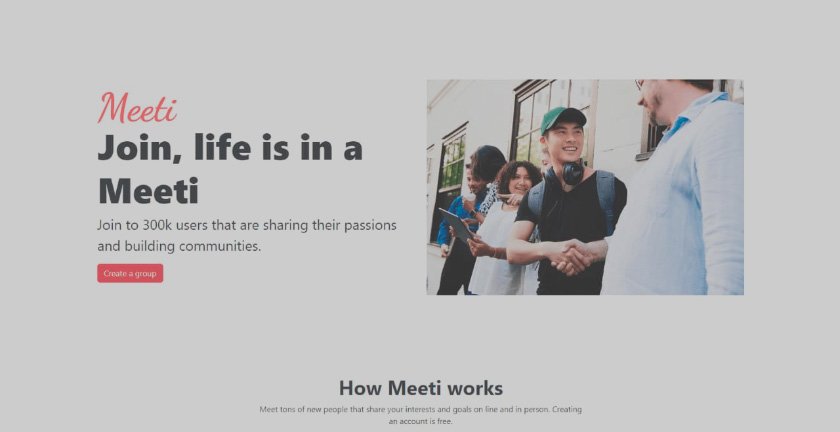 Meeti
Join, life is in a
Meeti
Join to 300k users that are sharing their passions
and building communities.
Create a group
How Meeti works
Meet tons of new people that share your interests and goals on line and in person. Creating
an account is free.